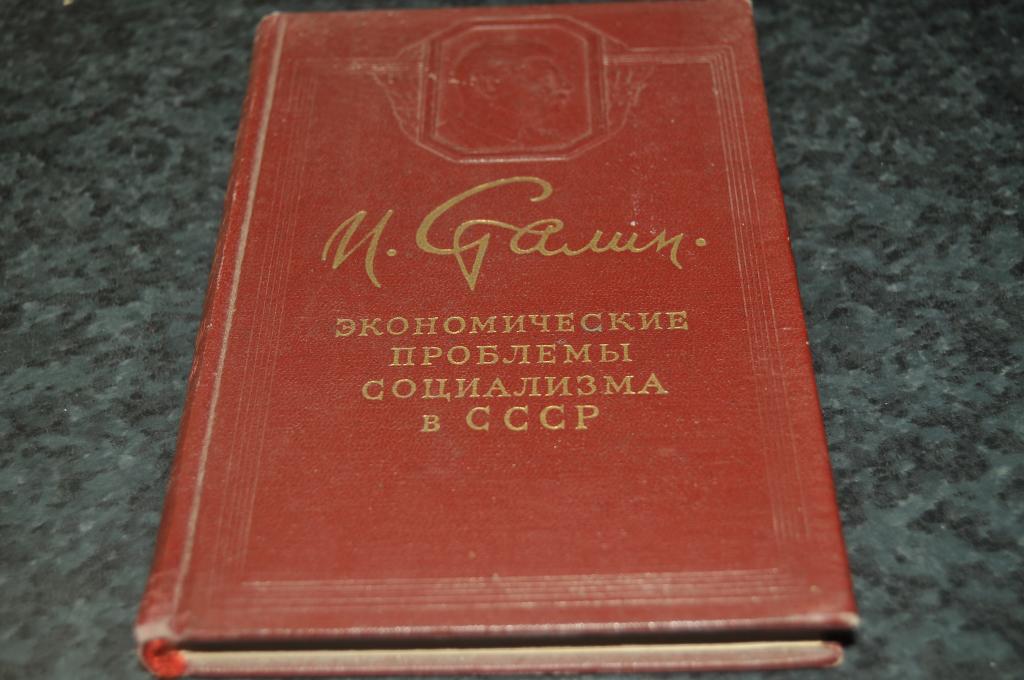 И. Сталин.
ЭКОНОМИЧЕСКИЕ
ПРОБЛЕМЫ
СОЦИАЛИЗМА
в СССР